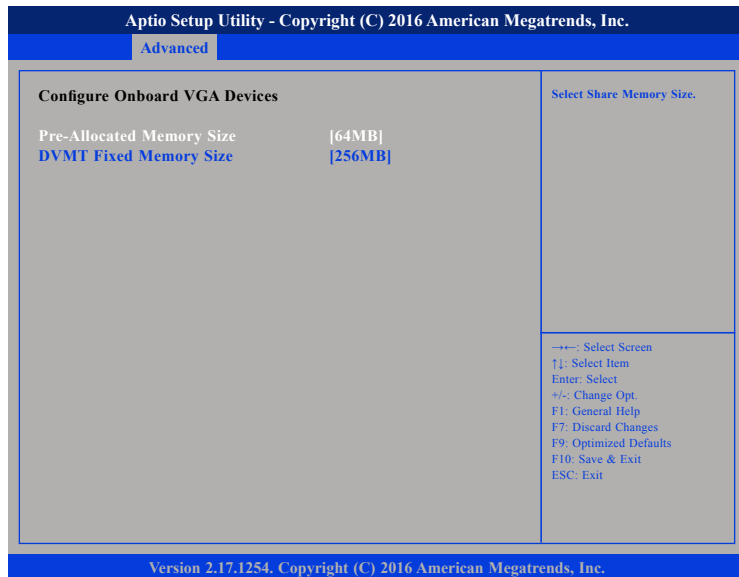 Aptio Setup Utility - Copyright (C) 2016 American Megatrends, Inc.
Advanced
Configure Onboard VGA Devices
Pre-Allocated Memory Size [64MB]
DVMT Fixed Memory Size [256MB]
Select Share Memory Size.
→←: Select Screen
↑↓: Select Item
Enter: Select
+/-: Change Opt.
F1: General Help
F7: Discard Changes
F9: Optimized Defaults
F10: Save & Exit
ESC: Exit
Version 2.17.1254. Copyright (C) 2016 American Megatrends, Inc.